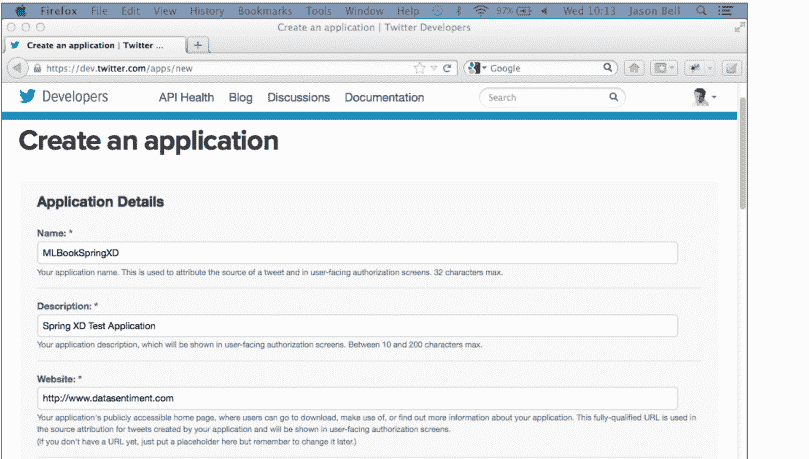 Firefox File Edit View History Bookmarks Tools Window Help 97% Wed 10:13 Jason Bell
Create an application | Twitter Developers
Create an application | Twitter ... +
https://dev.twitter.com/apps/new Google
Developers API Health Blog Discussions Documentation Search
Create an application
Application Details
Name: *
MLBookSpringXD
Your application name. This is used to attribute the source of a tweet and in user-facing authorization screens. 32 characters max.
Description: *
Spring XD Test Application
Your application description, which will be shown in user-facing authorization screens. Between 10 and 200 characters max.
Website: *
http://www.datasentiment.com
Your application's publicly accessible home page, where users can go to download, make use of, or find out more information about your application. This fully-qualified URL is used in
the source attribution for tweets created by your application and will be shown in user-facing authorization screens.
(If you don't have a URL yet, just put a placeholder here but remember to change it later.)